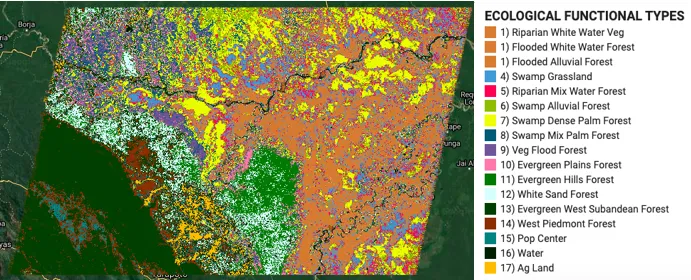 Borja
ECOLOGICAL FUNCTIONAL TYPES
1) Riparian White Water Veg
1) Flooded White Water Forest
1) Flooded Alluvial Forest
4) Swamp Grassland
5) Riparian Mix Water Forest
6) Swamp Alluvial Forest
7) Swamp Dense Palm Forest
8) Swamp Mix Palm Forest
9) Veg Flood Forest
10) Evergreen Plains Forest
11) Evergreen Hills Forest
12) White Sand Forest
13) Evergreen West Subandean Forest
14) West Piedmont Forest
15) Pop Center
16) Water
17) Ag Land